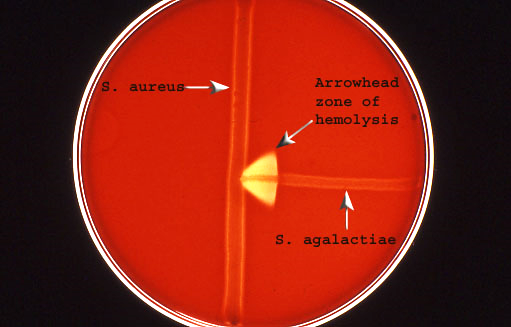 S. aureus
Arrowhead
zone of
hemolysis
S. agalactiae